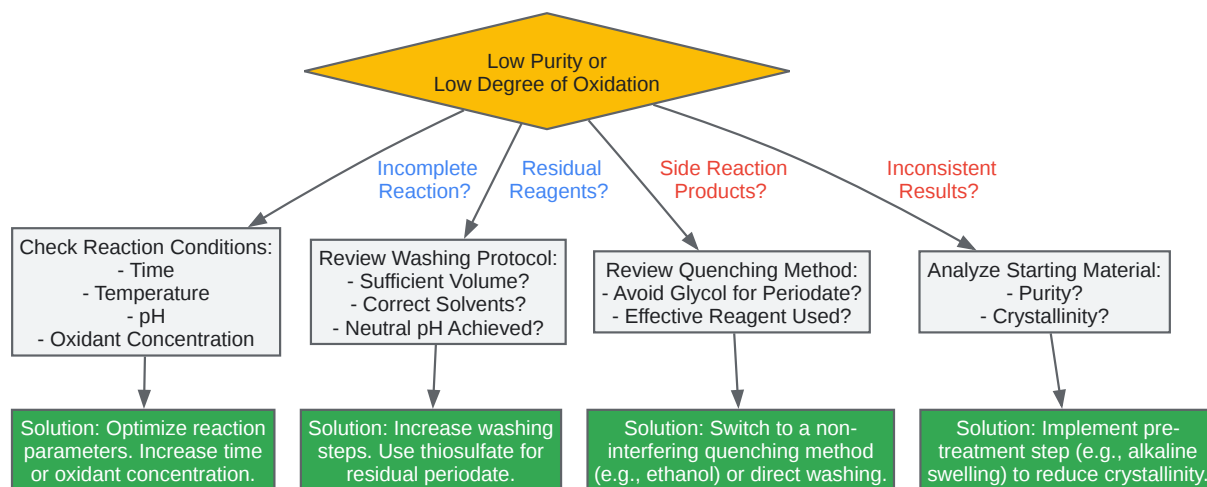 Low Purity or
Low Degree of Oxidation
Incomplete
Reaction?
Residual
Reagents?
Side Reaction
Products?
Inconsistent
Results?
Check Reaction Conditions:
- Time
- Temperature
- pH
- Oxidant Concentration
Review Washing Protocol:
- Sufficient Volume?
- Correct Solvents?
- Neutral pH Achieved?
Review Quenching Method:
- Avoid Glycol for Periodate?
- Effective Reagent Used?
Analyze Starting Material:
- Purity?
- Crystallinity?
Solution: Optimize reaction
parameters. Increase time
or oxidant concentration.
Solution: Increase washing
steps. Use thiosulfate for
residual periodate.
Solution: Switch to a non-
interfering quenching method
(e.g., ethanol) or direct washing.
Solution: Implement pre-
treatment step (e.g., alkaline
swelling) to reduce crystallinity.